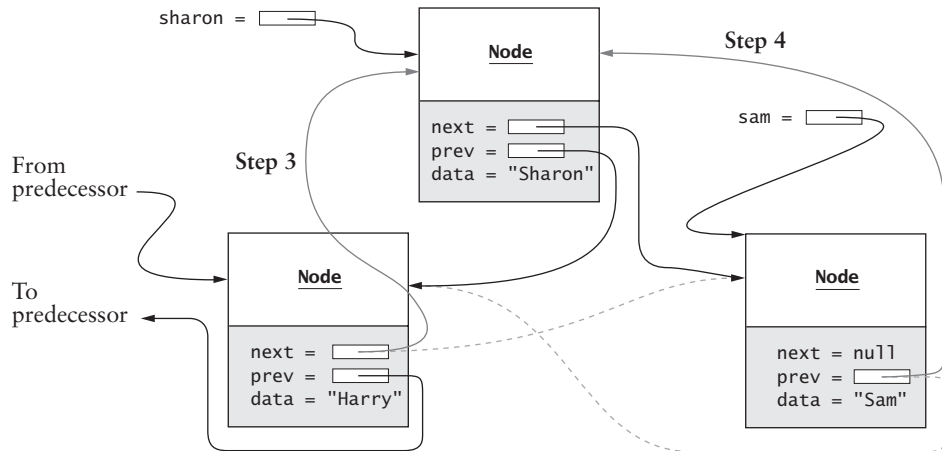 sharon =
Node
Step 4
next =
prev =
data = "Sharon"
sam =
Step 3
From
predecessor
Node
Node
To
predecessor
next =
prev =
data = "Harry"
next = null
prev =
data = "Sam"